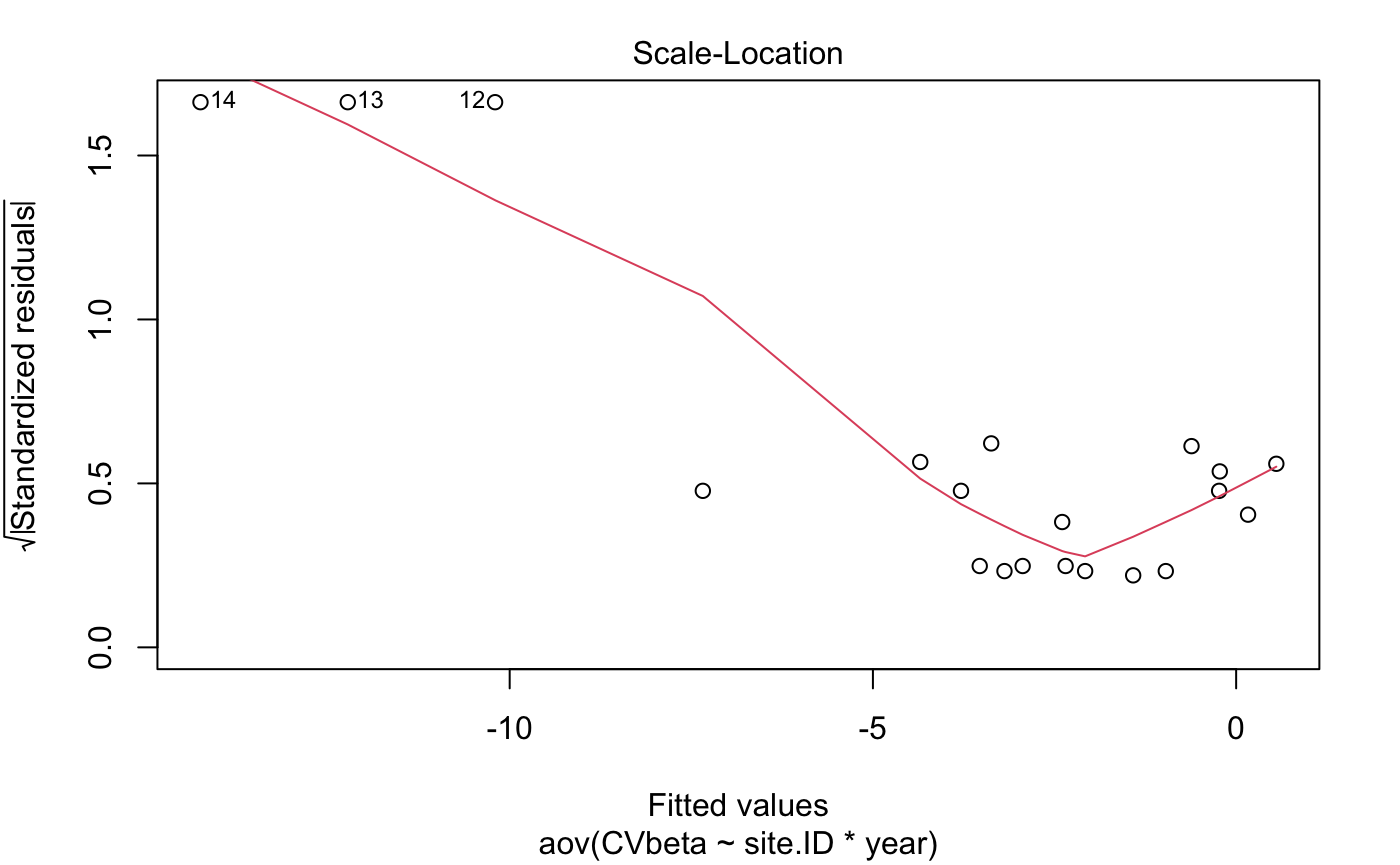 Scale-Location
14
13
12
√|Standardized residuals|
0.0
0.5
1.0
1.5
-10
-5
0
Fitted values
aov(CVbeta ~ site.ID * year)